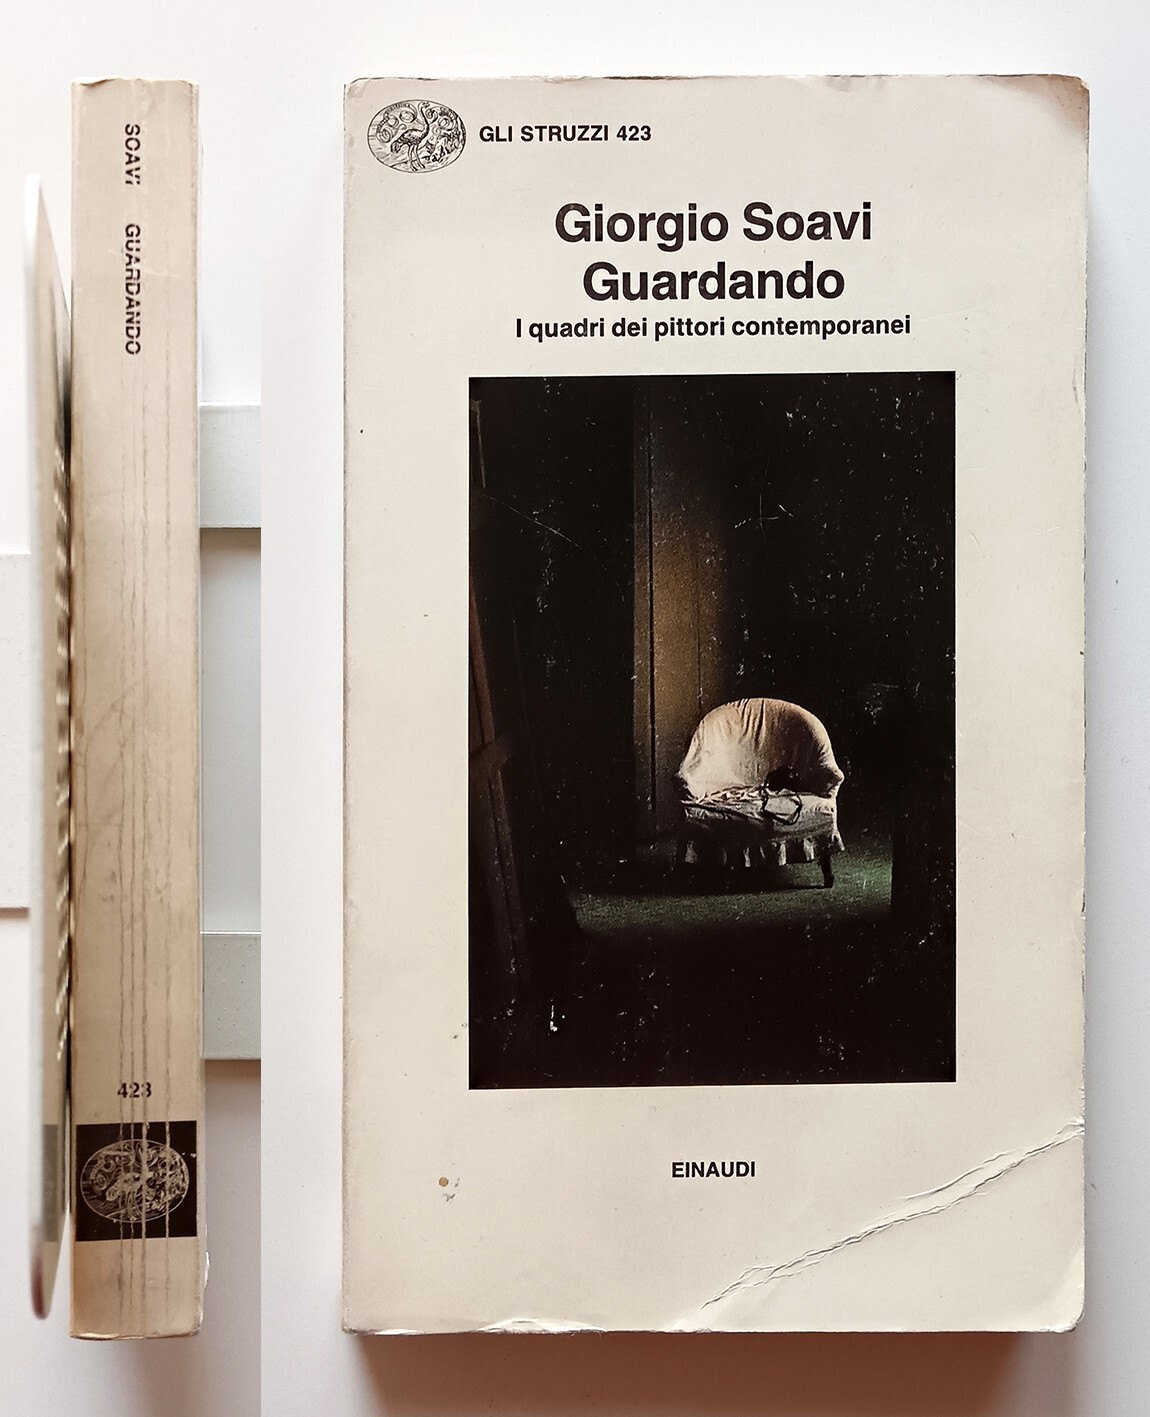 SOAVI GUARDANDO
423
GLI STRUZZI 423
Giorgio Soavi
Guardando
I quadri dei pittori contemporanei
EINAUDI